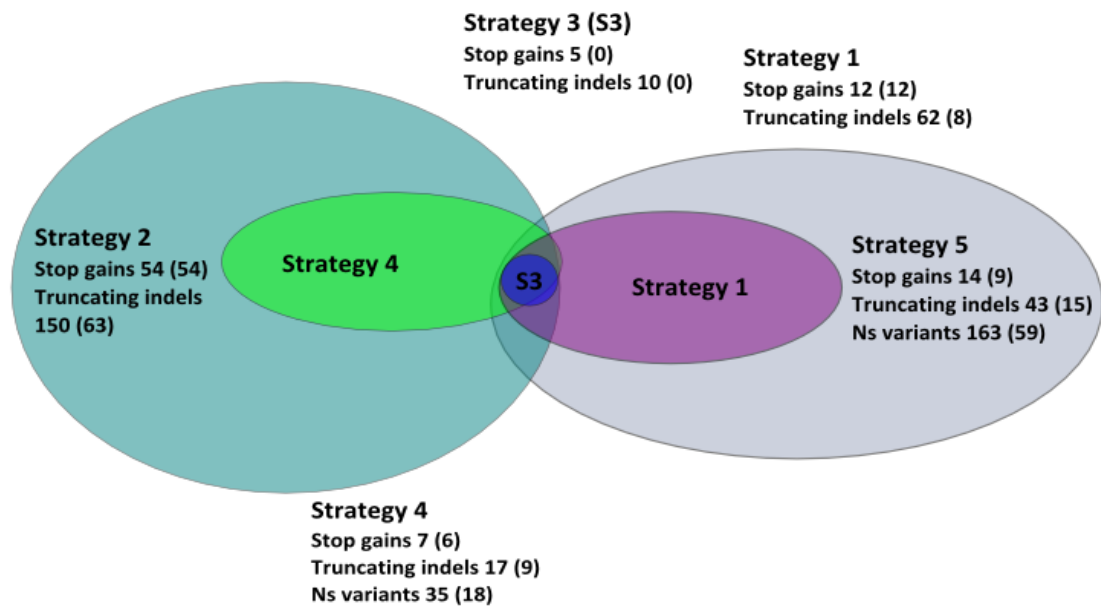 Strategy 3 (S3)
Stop gains 5 (0)
Truncating indels 10 (0)
Strategy 1
Stop gains 12 (12)
Truncating indels 62 (8)
Strategy 2
Stop gains 54 (54)
Truncating indels
150 (63)
Strategy 4
S3
Strategy 1
Strategy 5
Stop gains 14 (9)
Truncating indels 43 (15)
Ns variants 163 (59)
Strategy 4
Stop gains 7 (6)
Truncating indels 17 (9)
Ns variants 35 (18)